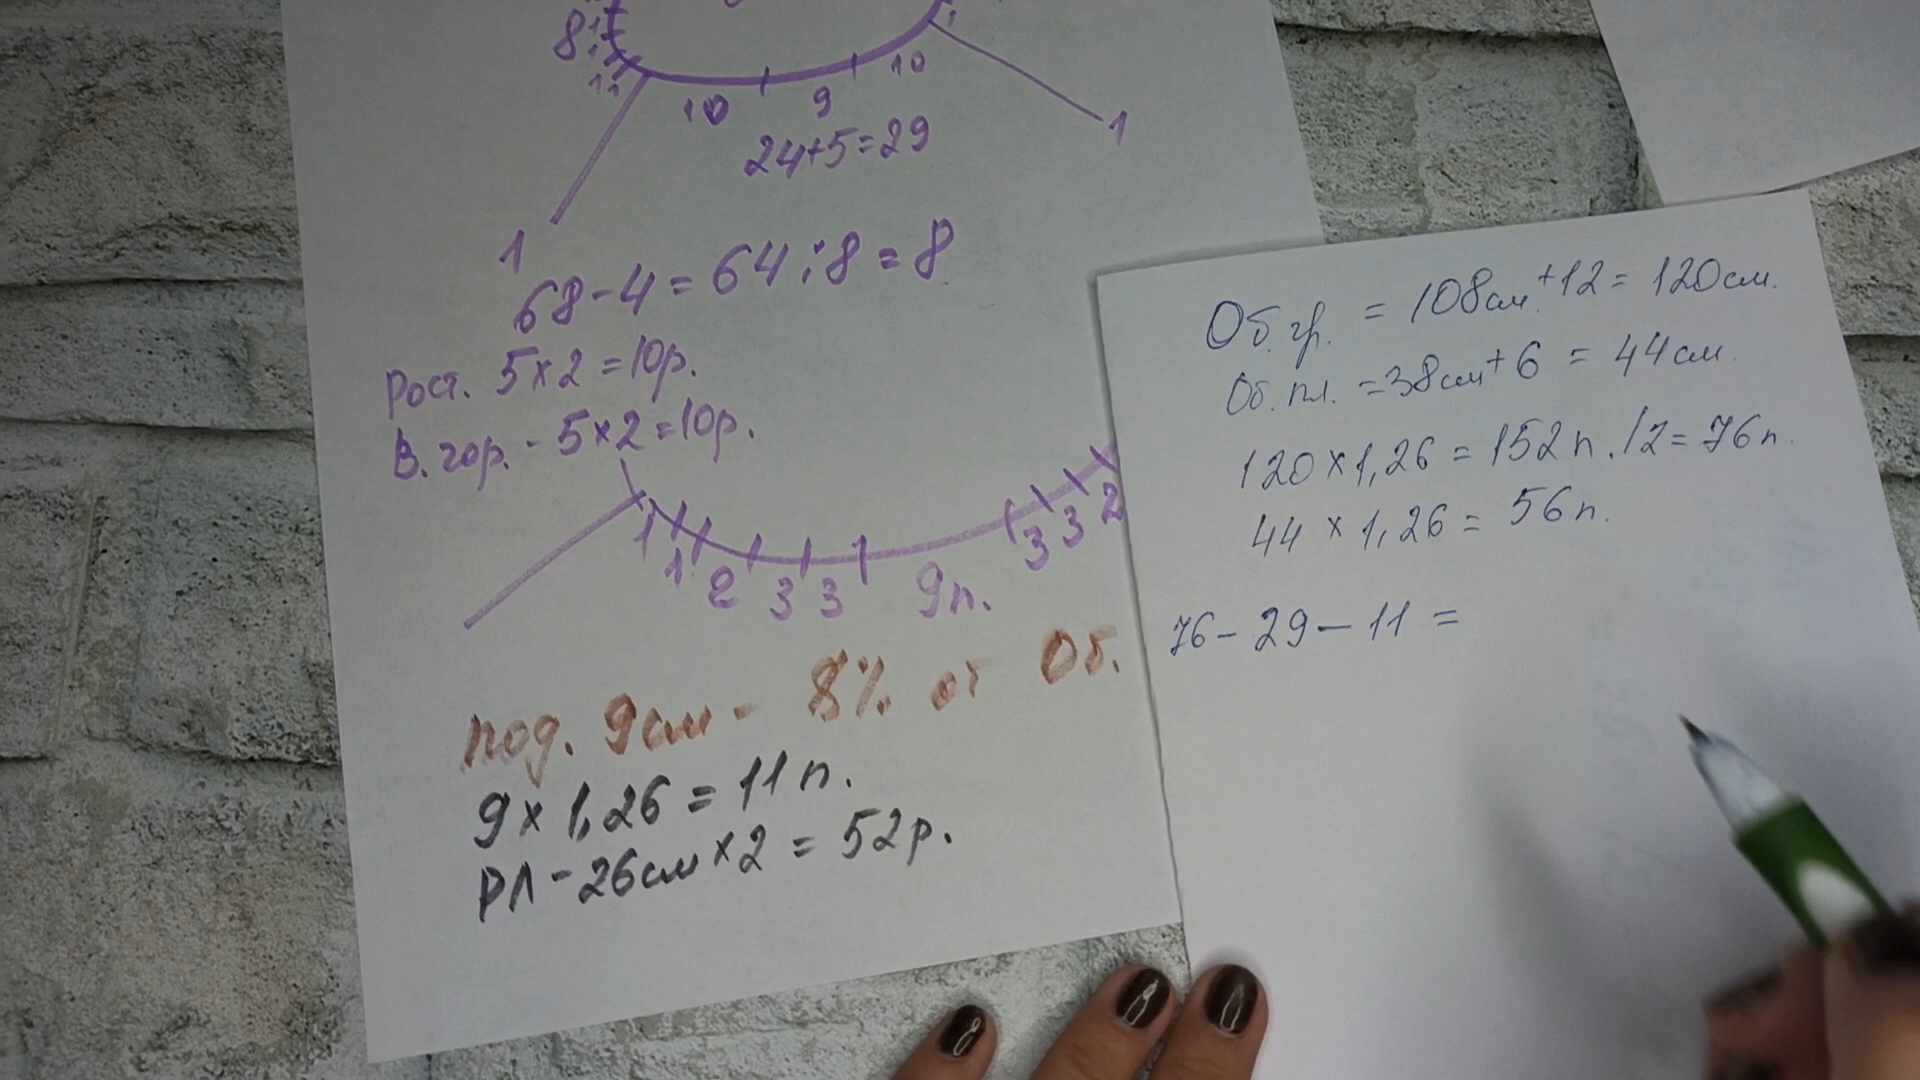 8
10 9 10
24+5=29
1
1
68-4=64:8=8
Рост. 5×2=10р.
В. гор. - 5×2=10р.
1 1 2 3 3 9п. 3 3 2
под. 9см - 8% от Об.
9×1,26=11п.
РЛ-26см×2=52р.
Об.гр. = 108см+12=120см.
Об. пл. =38см+6 = 44см.
120×1,26=152п./2=76п.
44×1,26= 56п.
76-29-11=